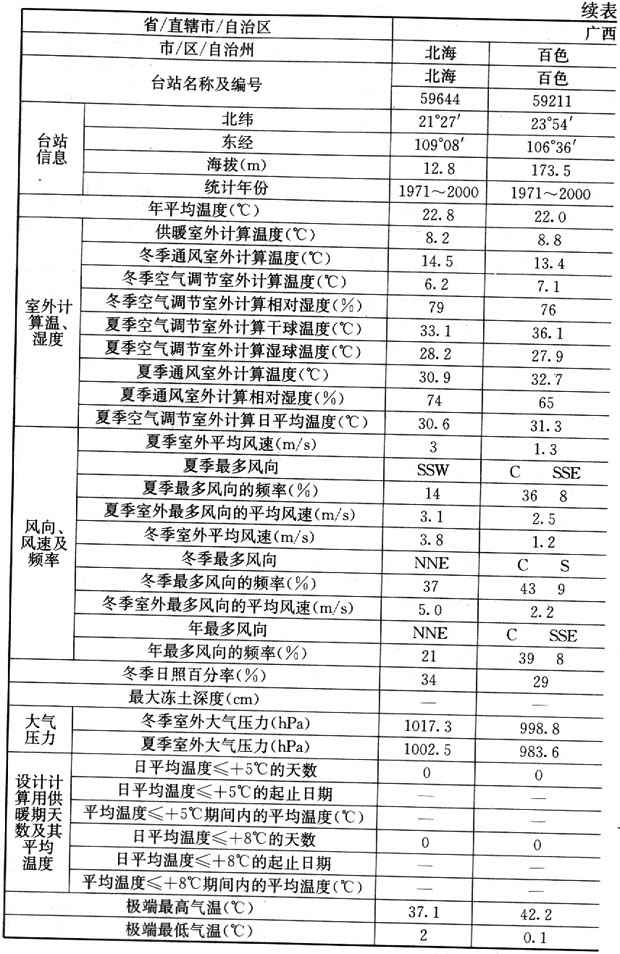 续表
省/直辖市/自治区 广西
市/区/自治州 北海 百色
台站名称及编号 北海 百色
59644 59211
台站信息 北纬 21°27′ 23°54′
东经 109°08′ 106°36′
海拔(m) 12.8 173.5
统计年份 1971～2000 1971～2000
年平均温度(℃) 22.8 22.0
室外计算温、湿度 供暖室外计算温度(℃) 8.2 8.8
冬季通风室外计算温度(℃) 14.5 13.4
冬季空气调节室外计算温度(℃) 6.2 7.1
冬季空气调节室外计算相对湿度(%) 79 76
夏季空气调节室外计算干球温度(℃) 33.1 36.1
夏季空气调节室外计算湿球温度(℃) 28.2 27.9
夏季通风室外计算温度(℃) 30.9 32.7
夏季通风室外计算相对湿度(%) 74 65
夏季空气调节室外计算日平均温度(℃) 30.6 31.3
风向、风速及频率 夏季室外平均风速(m/s) 3 1.3
夏季最多风向 SSW C SSE
夏季最多风向的频率(%) 14 36 8
夏季室外最多风向的平均风速(m/s) 3.1 2.5
冬季室外平均风速(m/s) 3.8 1.2
冬季最多风向 NNE C S
冬季最多风向的频率(%) 37 43 9
冬季室外最多风向的平均风速(m/s) 5.0 2.2
年最多风向 NNE C SSE
年最多风向的频率(%) 21 39 8
冬季日照百分率(%) 34 29
最大冻土深度(cm) — —
大气压力 冬季室外大气压力(hPa) 1017.3 998.8
夏季室外大气压力(hPa) 1002.5 983.6
设计计算用供暖期天数及其平均温度 日平均温度≤+5℃的天数 0 0
日平均温度≤+5℃的起止日期 — —
平均温度≤+5℃期间内的平均温度(℃) — —
日平均温度≤+8℃的天数 0 0
日平均温度≤+8℃的起止日期 — —
平均温度≤+8℃期间内的平均温度(℃) — —
极端最高气温(℃) 37.1 42.2
极端最低气温(℃) 2 0.1